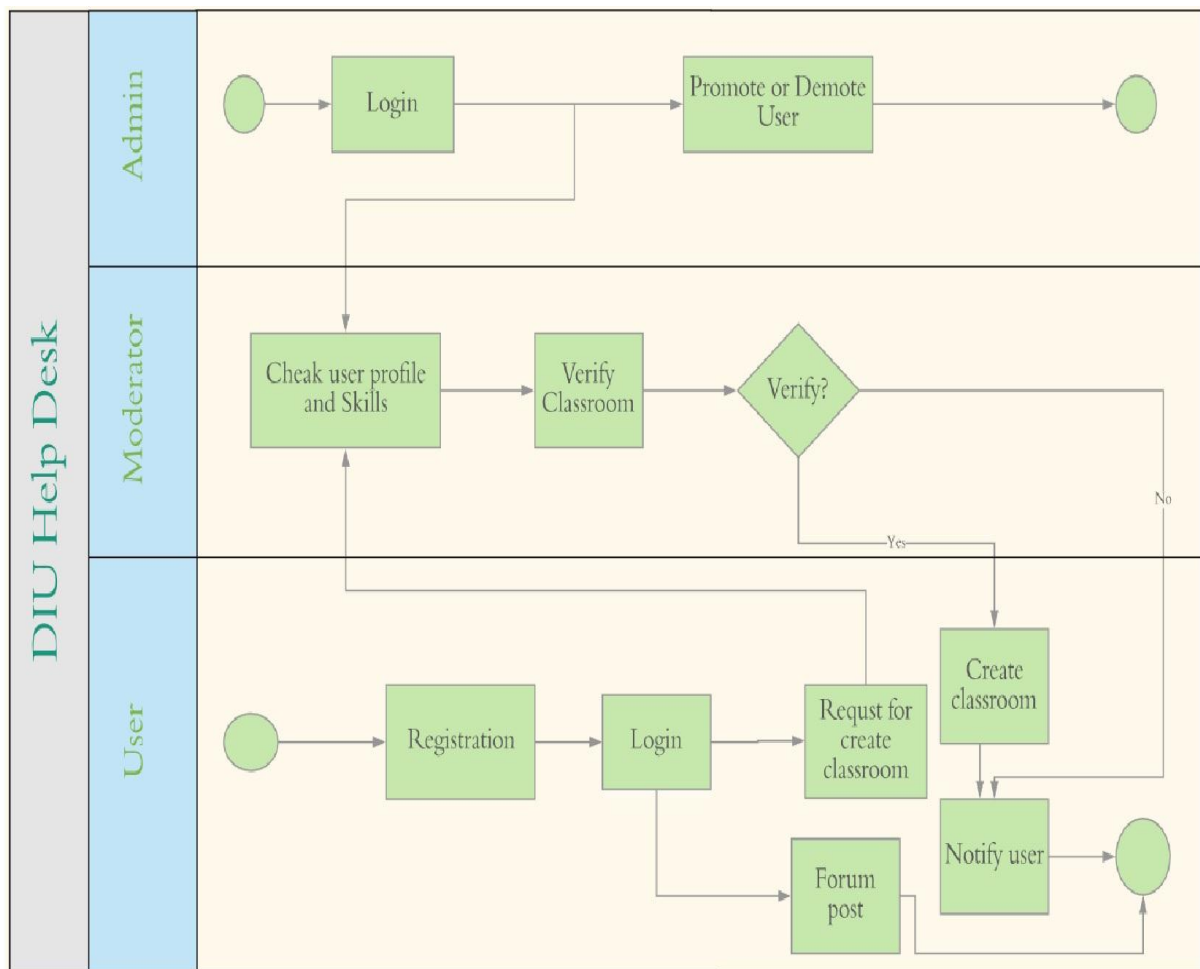 DIU Help Desk
Admin
Login
Promote or Demote
User
Moderator
Cheak user profile
and Skills
Verify
Classroom
Verify?
No
Yes
User
Registration
Login
Requst for
create
classroom
Create
classroom
Notify user
Forum
post